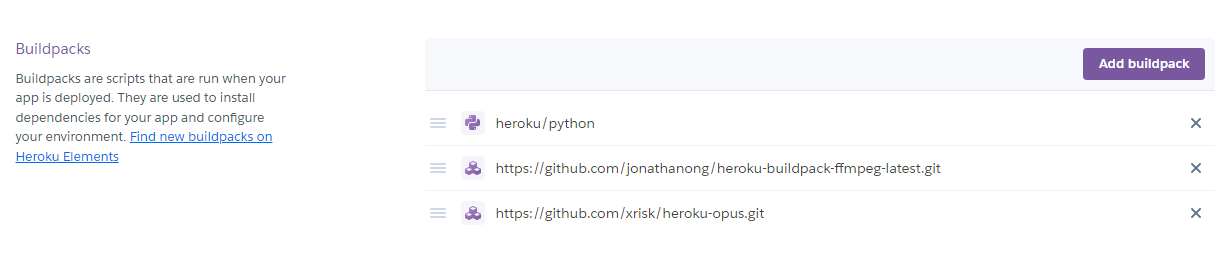 Buildpacks
Buildpacks are scripts that are run when your
app is deployed. They are used to install
dependencies for your app and configure
your environment. Find new buildpacks on
Heroku Elements
Add buildpack
heroku/python
https://github.com/jonathanong/heroku-buildpack-ffmpeg-latest.git
https://github.com/xrisk/heroku-opus.git